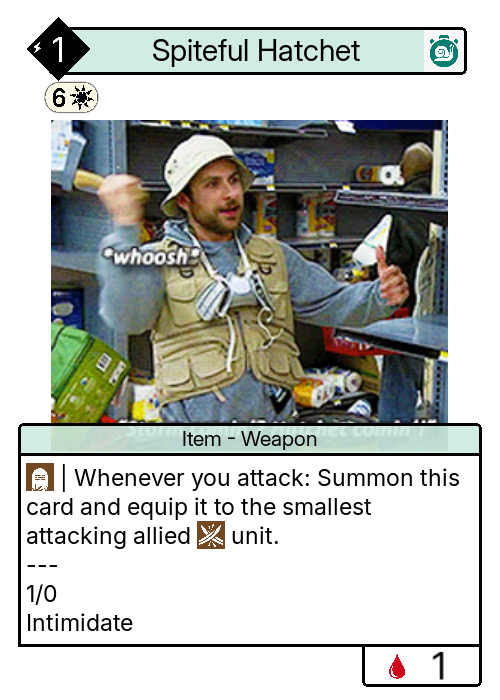 1
Spiteful Hatchet
6
*whoosh*
Item - Weapon
| Whenever you attack: Summon this
card and equip it to the smallest
attacking allied unit.
---
1/0
Intimidate
1